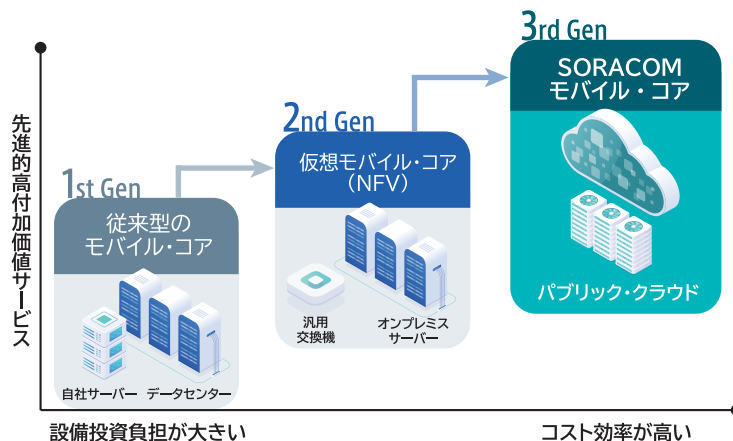 3rd Gen
SORACOM
モバイル・コア
パブリック・クラウド
2nd Gen
仮想モバイル・コア
（NFV）
汎用
交換機
オンプレミス
サーバー
1st Gen
従来型の
モバイル・コア
自社サーバー
データセンター
先進的高付加価値サービス
設備投資負担が大きい
コスト効率が高い